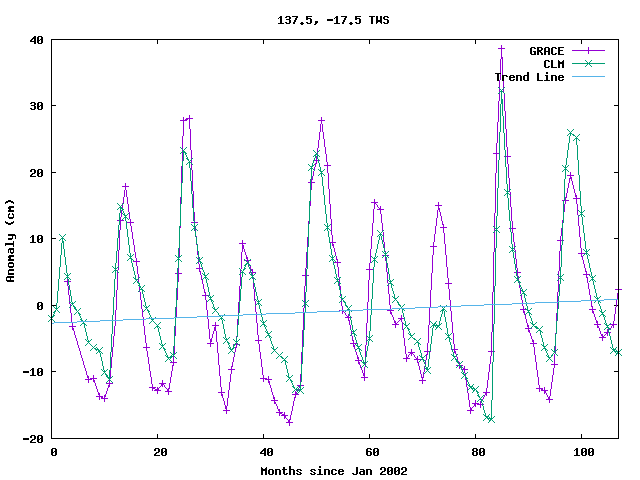 137.5, -17.5 TWS
GRACE
CLM
Trend Line
40
30
20
10
0
-10
-20
Anomaly (cm)
0 20 40 60 80 100
Months since Jan 2002